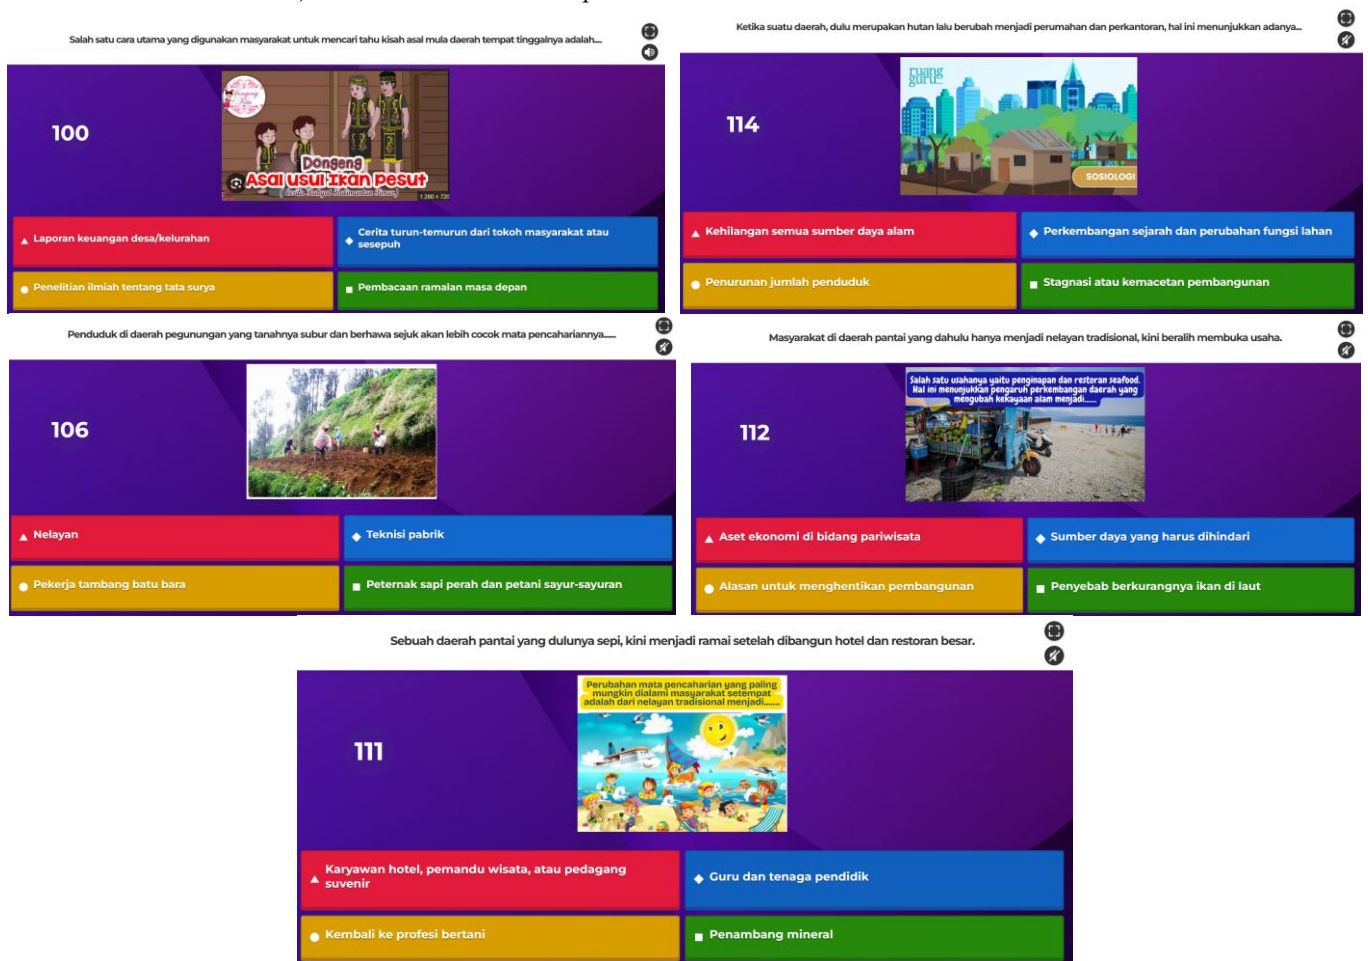 Salah satu cara utama yang digunakan masyarakat untuk mencari tahu kisah asal mula daerah tempat tinggalnya adalah....
100
Dongeng
Kita
Dongeng
Asal usul Ikan pesut
(Cerita Rakyat Kalimantan Timur)
1.280 × 720
Laporan keuangan desa/kelurahan
Cerita turun-temurun dari tokoh masyarakat atau
sesepuh
Penelitian ilmiah tentang tata surya
Pembacaan ramalan masa depan
Ketika suatu daerah, dulu merupakan hutan lalu berubah menjadi perumahan dan perkantoran, hal ini menunjukkan adanya...
114
ruang
guru
SOSIOLOGI
Kehilangan semua sumber daya alam
Perkembangan sejarah dan perubahan fungsi lahan
Penurunan jumlah penduduk
Stagnasi atau kemacetan pembangunan
Penduduk di daerah pegunungan yang tanahnya subur dan berhawa sejuk akan lebih cocok mata pencahariannya......
106
Nelayan
Teknisi pabrik
Pekerja tambang batu bara
Peternak sapi perah dan petani sayur-sayuran
Masyarakat di daerah pantai yang dahulu hanya menjadi nelayan tradisional, kini beralih membuka usaha.
112
Salah satu usahanya yaitu penginapan dan restoran seafood.
Hal ini menunjukkan pengaruh perkembangan daerah yang
mengubah kekayaan alam menjadi......
Aset ekonomi di bidang pariwisata
Sumber daya yang harus dihindari
Alasan untuk menghentikan pembangunan
Penyebab berkurangnya ikan di laut
Sebuah daerah pantai yang dulunya sepi, kini menjadi ramai setelah dibangun hotel dan restoran besar.
111
Perubahan mata pencaharian yang paling
mungkin dialami masyarakat setempat
adalah dari nelayan tradisional menjadi.......
Karyawan hotel, pemandu wisata, atau pedagang
suvenir
Guru dan tenaga pendidik
Kembali ke profesi bertani
Penambang mineral